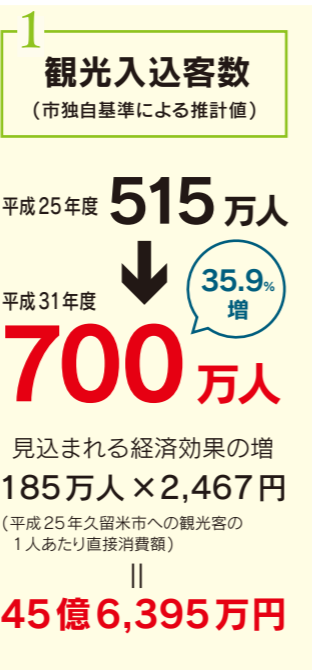 1
観光入込客数
(市独自基準による推計値)
平成25年度 515万人
35.9%
増
平成31年度
700万人
見込まれる経済効果の増
185万人×2,467円
(平成25年久留米市への観光客の
1人あたり直接消費額)
=
45億6,395万円